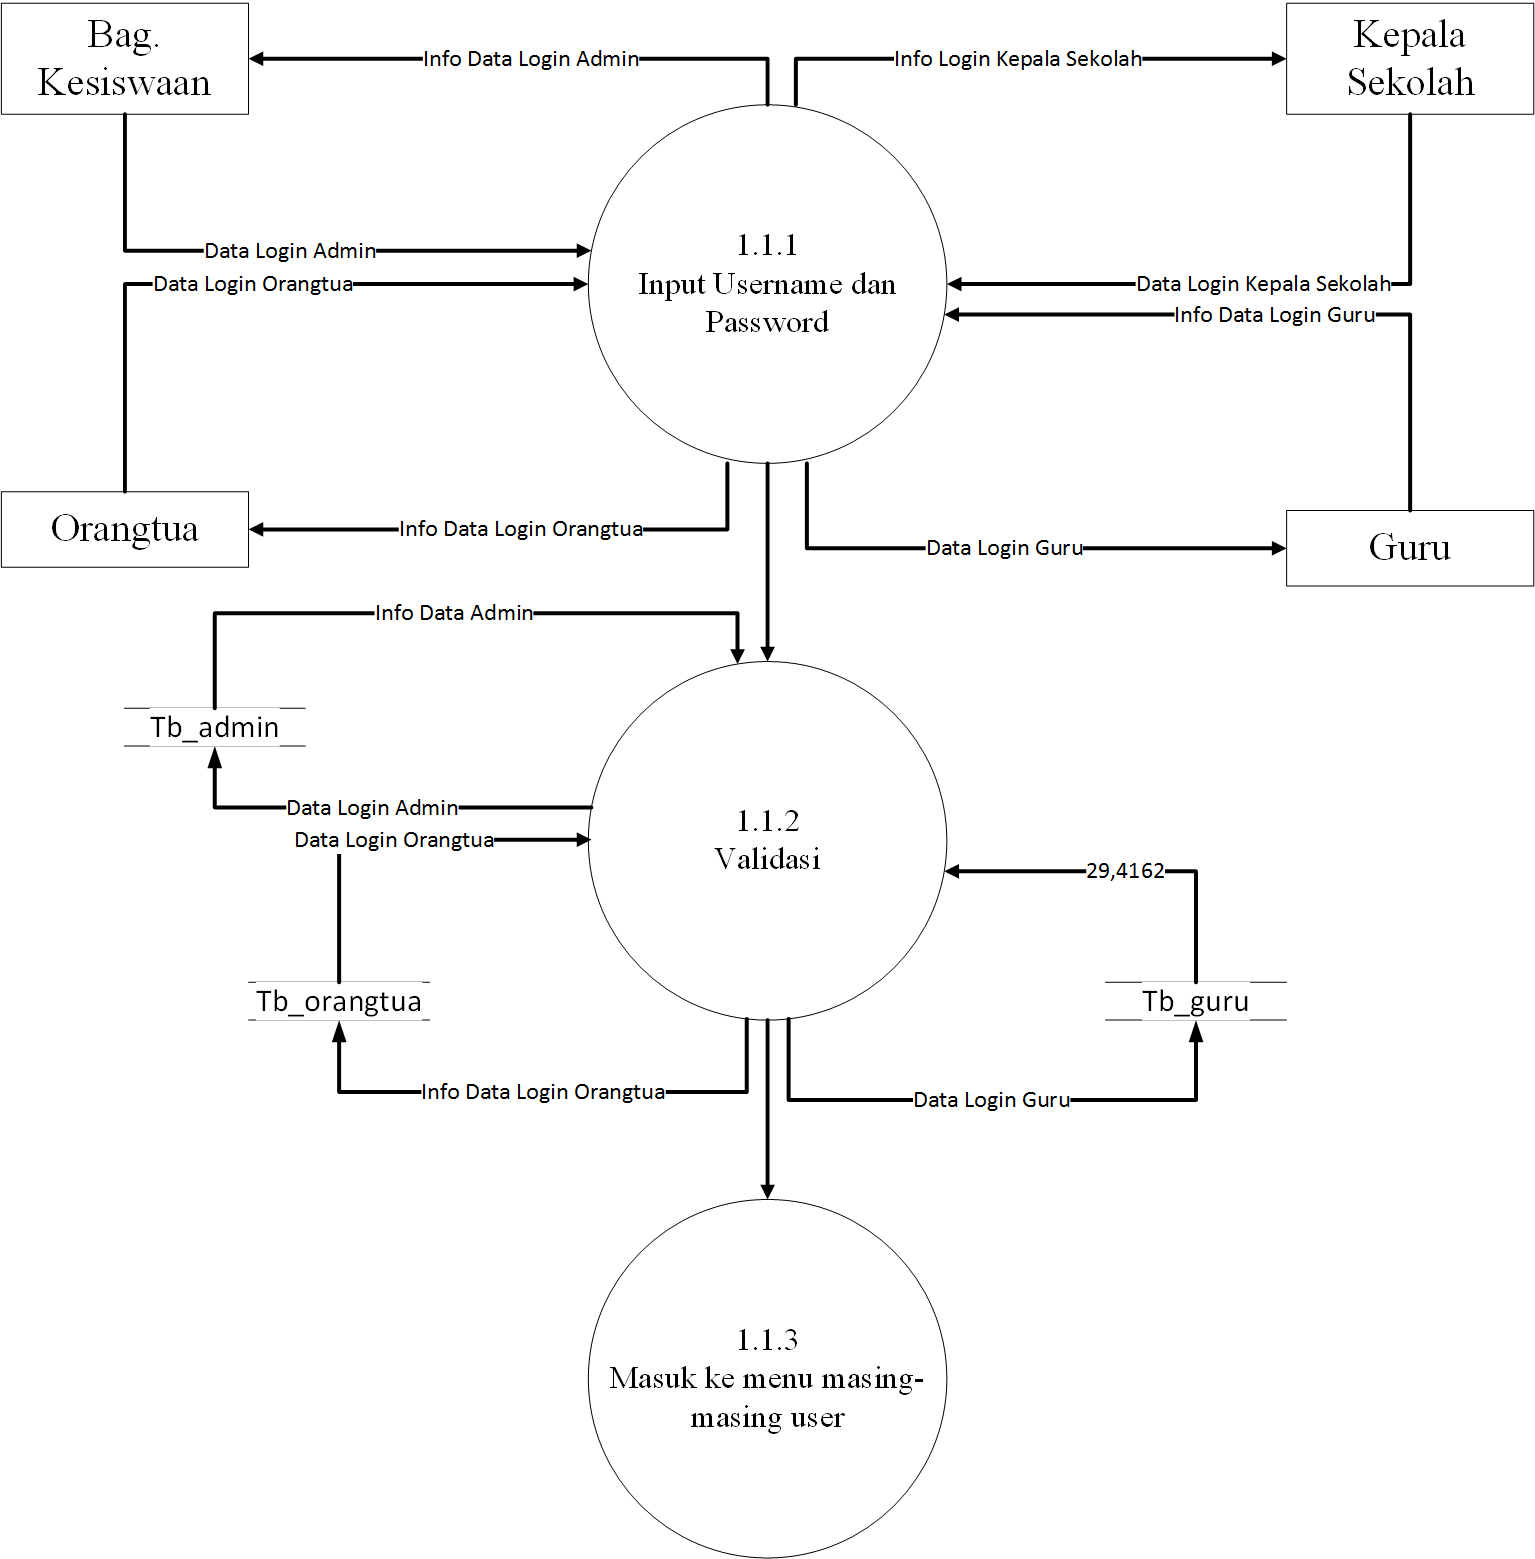 Bag.
Kesiswaan
Info Data Login Admin
Info Login Kepala Sekolah
Kepala
Sekolah
Data Login Admin
Data Login Orangtua
1.1.1
Input Username dan
Password
Data Login Kepala Sekolah
Info Data Login Guru
Orangtua
Info Data Login Orangtua
Data Login Guru
Guru
Info Data Admin
Tb_admin
Data Login Admin
Data Login Orangtua
1.1.2
Validasi
29,4162
Tb_orangtua
Tb_guru
Info Data Login Orangtua
Data Login Guru
1.1.3
Masuk ke menu masing-
masing user